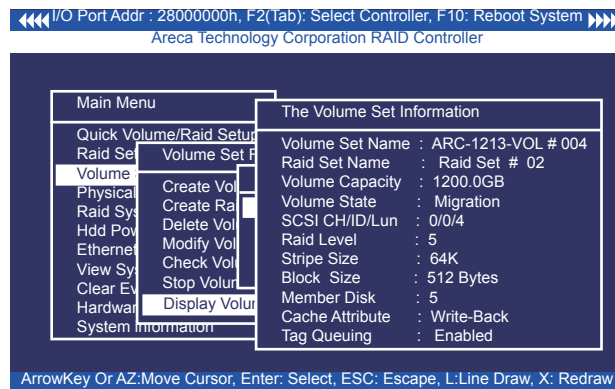 I/O Port Addr : 28000000h, F2(Tab): Select Controller, F10: Reboot System
Areca Technology Corporation RAID Controller
Main Menu
Quick Volume/Raid Setup
Raid Set
Volume
Physical
Raid Sys
Hdd Pow
Ethernet
View Sys
Clear Ev
Hardwar
System Information
Volume Set F
Create Vol
Create Ra
Delete Vol
Modify Vol
Check Volu
Stop Volum
Display Volum
The Volume Set Information
Volume Set Name : ARC-1213-VOL # 004
Raid Set Name : Raid Set # 02
Volume Capacity : 1200.0GB
Volume State : Migration
SCSI CH/ID/Lun : 0/0/4
Raid Level : 5
Stripe Size : 64K
Block Size : 512 Bytes
Member Disk : 5
Cache Attribute : Write-Back
Tag Queuing : Enabled
ArrowKey Or AZ:Move Cursor, Enter: Select, ESC: Escape, L:Line Draw, X: Redraw